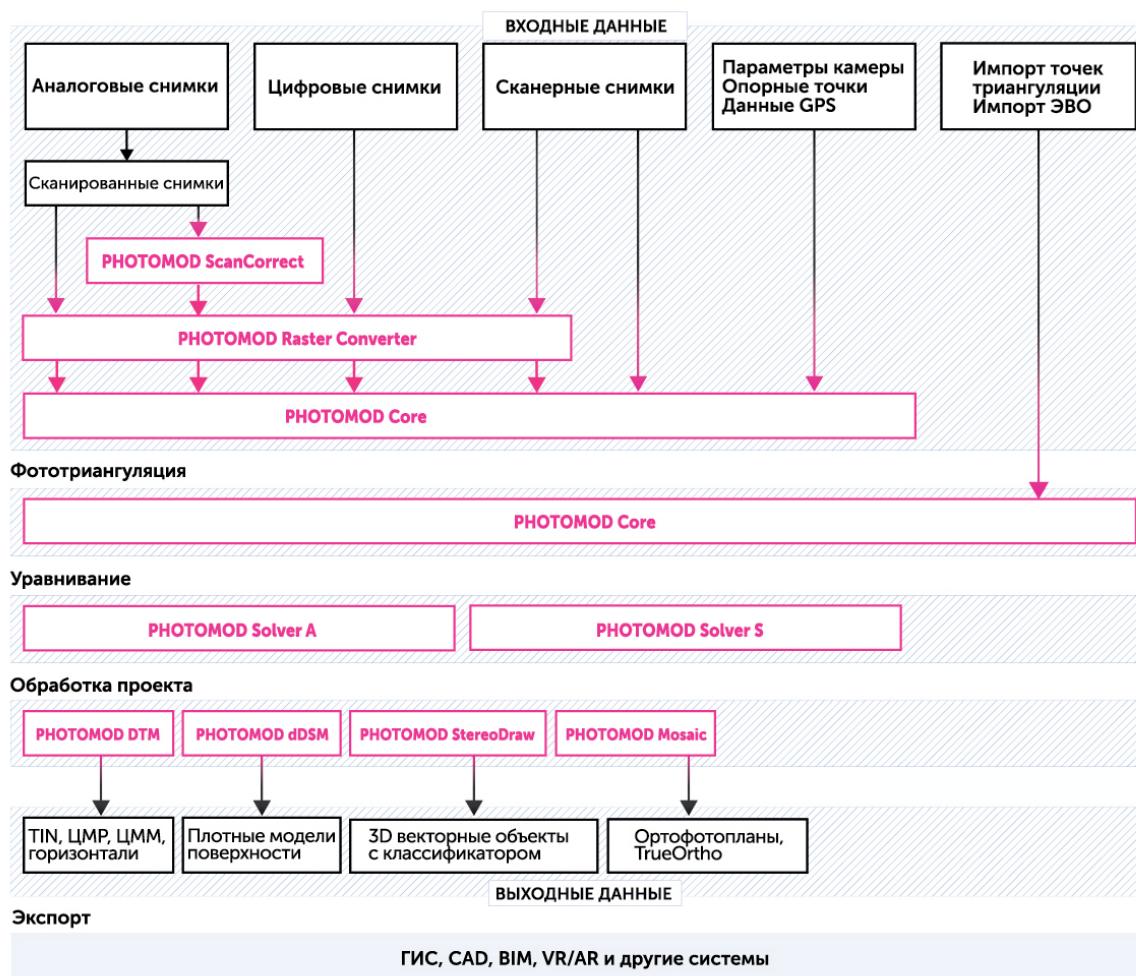 ВХОДНЫЕ ДАННЫЕ
Аналоговые снимки
Цифровые снимки
Сканерные снимки
Параметры камеры
Опорные точки
Данные GPS
Импорт точек
триангуляции
Импорт ЭВО
Сканированные снимки
PHOTOMOD ScanCorrect
PHOTOMOD Raster Converter
PHOTOMOD Core
Фототриангуляция
PHOTOMOD Core
Уравнивание
PHOTOMOD Solver A
PHOTOMOD Solver S
Обработка проекта
PHOTOMOD DTM
PHOTOMOD dDSM
PHOTOMOD StereoDraw
PHOTOMOD Mosaic
TIN, ЦМР, ЦММ,
горизонтали
Плотные модели
поверхности
3D векторные объекты
с классификатором
Ортофотопланы,
TrueOrtho
ВЫХОДНЫЕ ДАННЫЕ
Экспорт
ГИС, CAD, BIM, VR/AR и другие системы